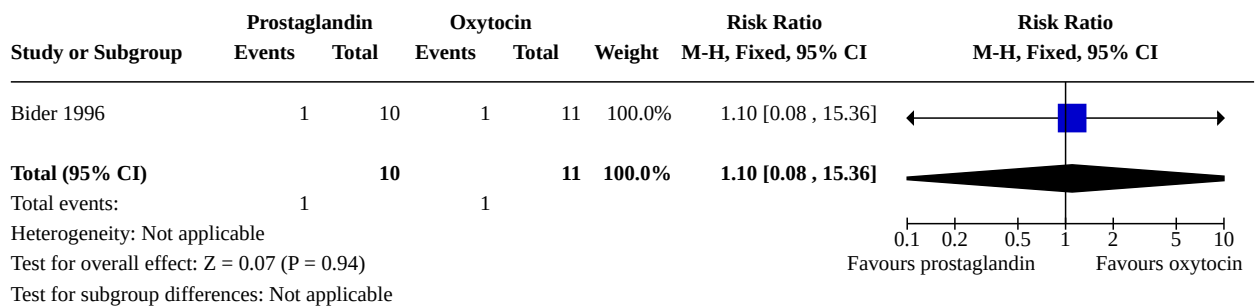 Prostaglandin Oxytocin Risk Ratio Risk Ratio
Study or Subgroup Events Total Events Total Weight M-H, Fixed, 95% CI M-H, Fixed, 95% CI
Bider 1996 1 10 1 11 100.0% 1.10 [0.08 , 15.36]
Total (95% CI) 10 11 100.0% 1.10 [0.08 , 15.36]
Total events: 1 1
Heterogeneity: Not applicable
0.1 0.2 0.5 1 2 5 10
Test for overall effect: Z = 0.07 (P = 0.94) Favours prostaglandin Favours oxytocin
Test for subgroup differences: Not applicable